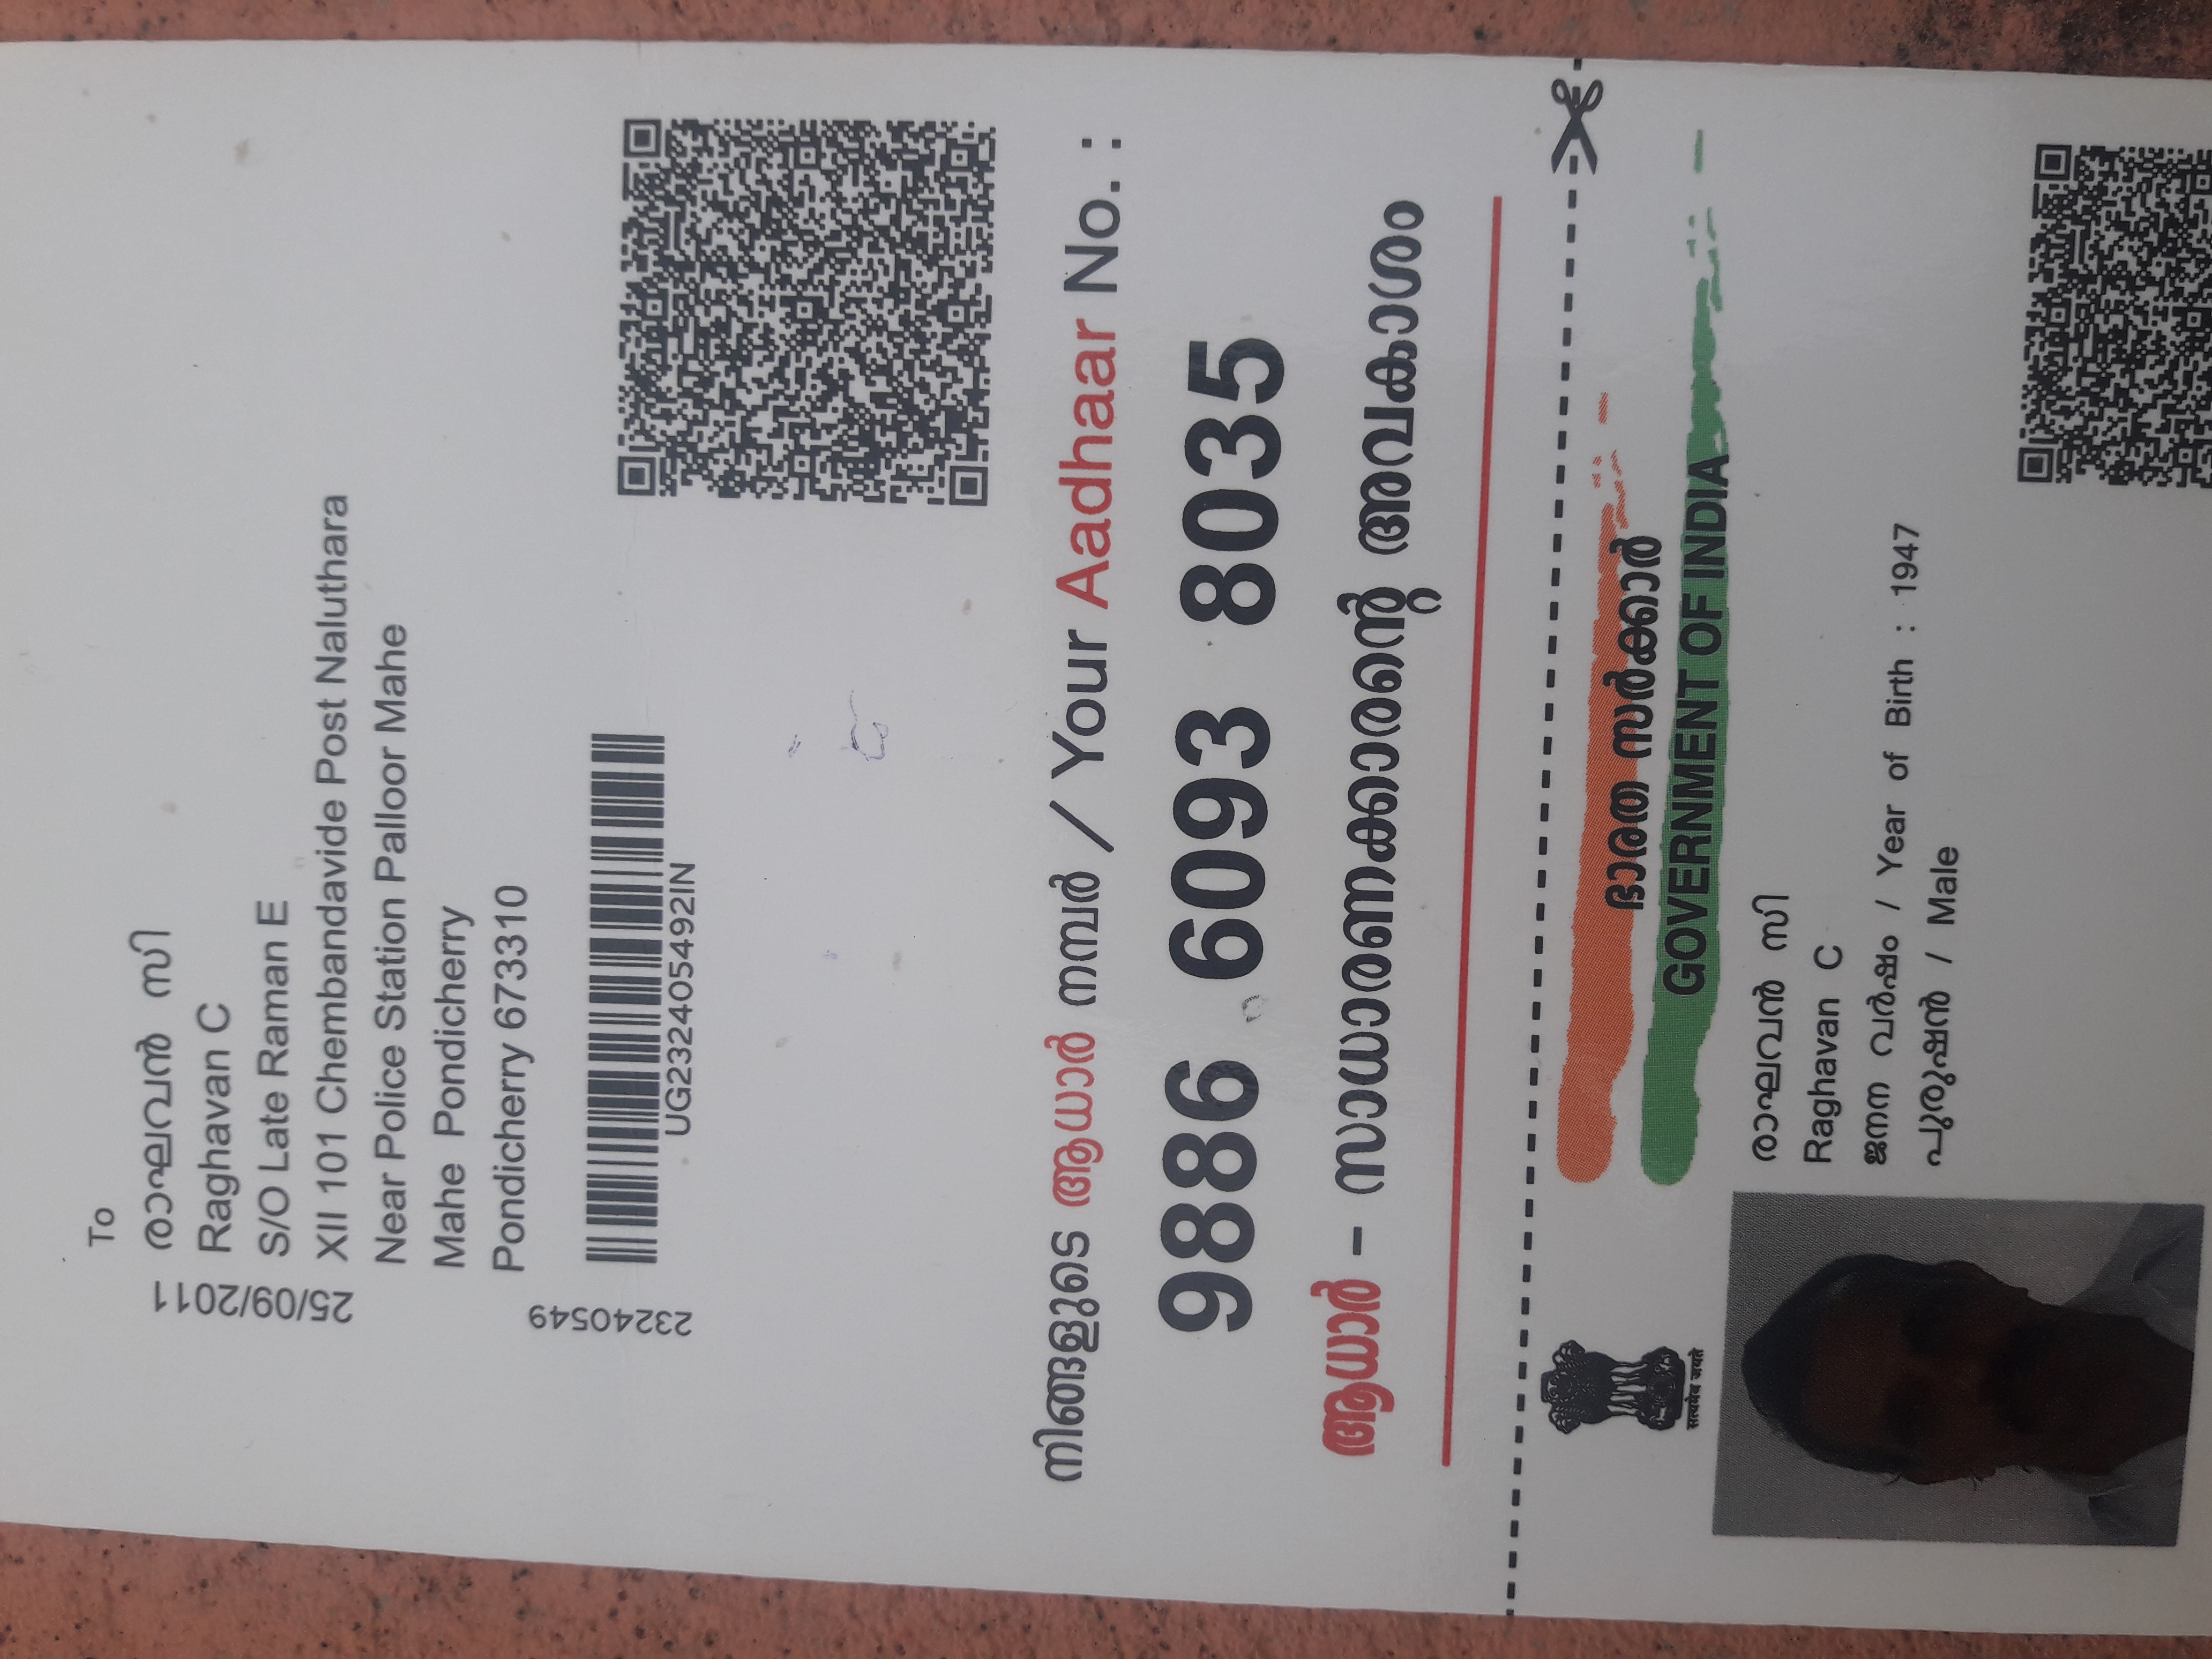 To
രാഘവൻ സി
Raghavan C
S/O Late Raman E
XII 101 Chembandavide Post Naluthara
Near Police Station Palloor Mahe
Mahe Pondicherry
Pondicherry 673310
25/09/2011
23240549
UG232405492IN
നിങ്ങളുടെ ആധാർ നമ്പർ / Your Aadhaar No. :
9886 6093 8035
ആധാർ – സാധാരണക്കാരന്റെ അവകാശം
सत्यमेव जयते
ഭാരത സർക്കാർ
GOVERNMENT OF INDIA
രാഘവൻ സി
Raghavan C
ജനന വർഷം / Year of Birth : 1947
പുരുഷൻ / Male